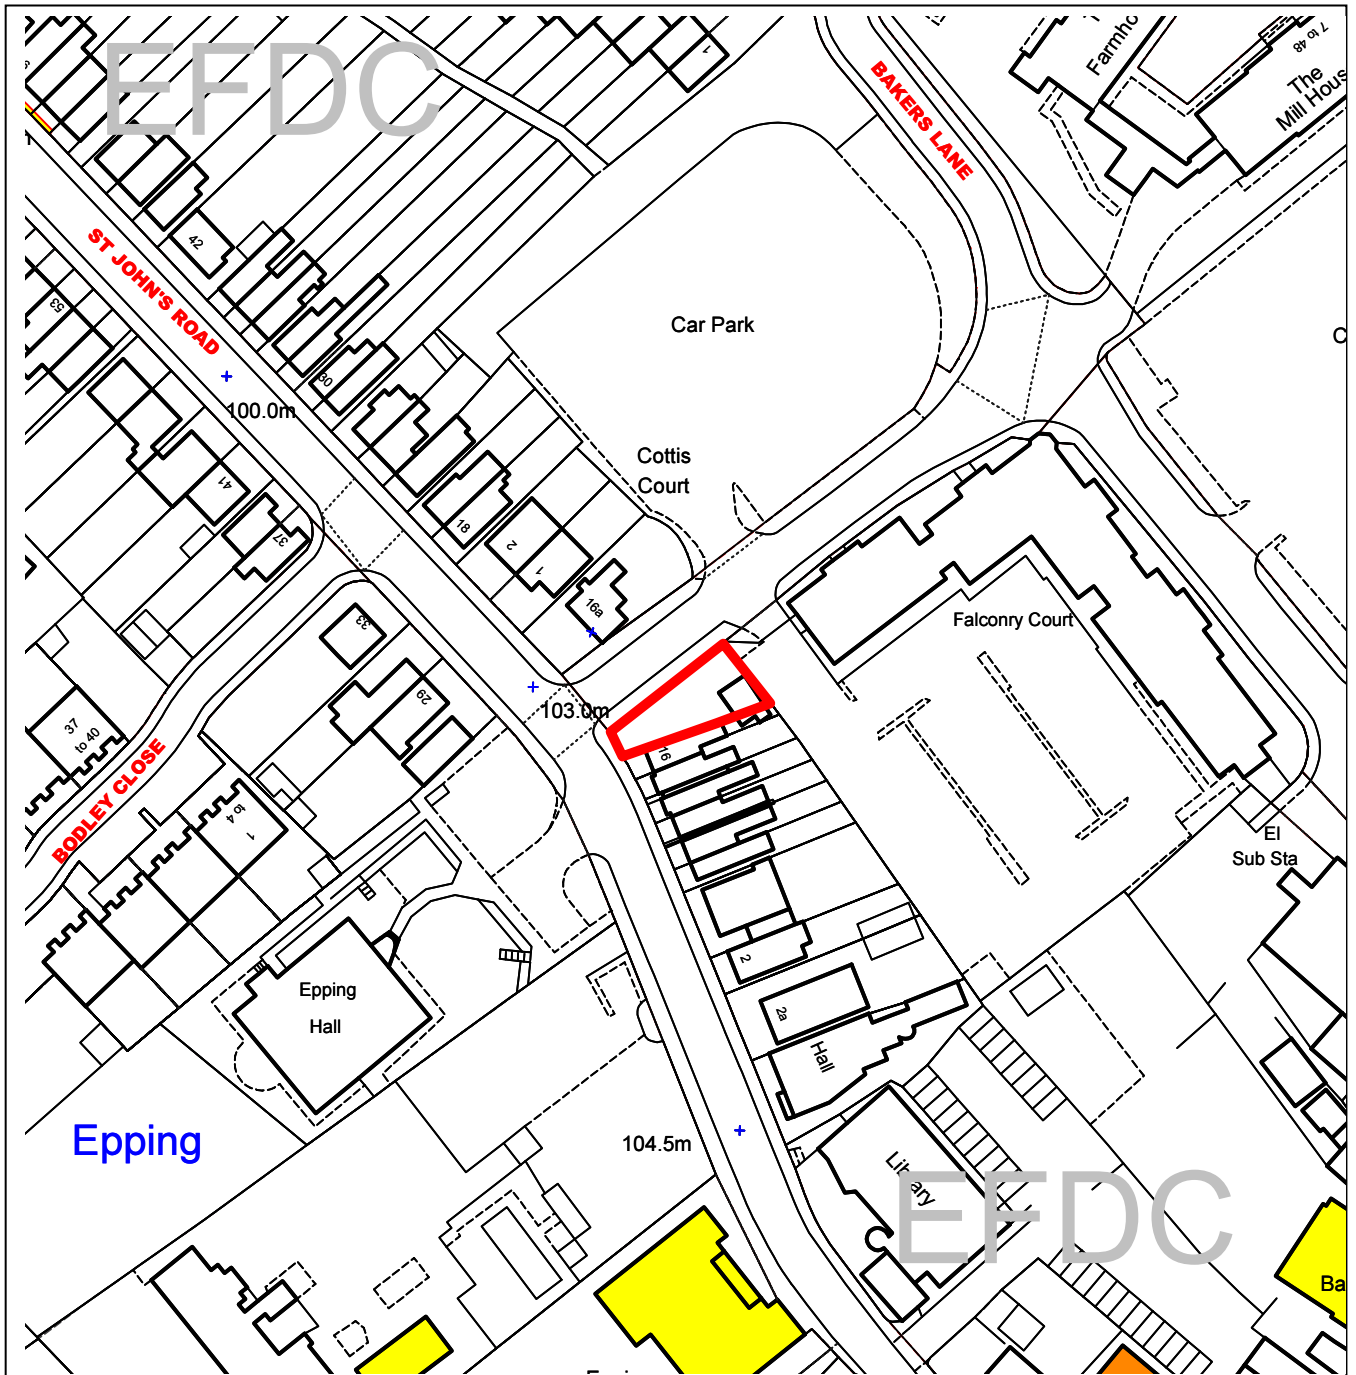 EFDC
1
BAKERS LANE
Farmho
7 to 48
The
Mill Hous
42
ST JOHN'S ROAD
53
Car Park
C
30
100.0m
Cottis
Court
41
18
37
2
1
16a
33
Falconry Court
29
103.0m
37
to 40
16
BODLEY CLOSE
1
to 4
El
Sub Sta
2
Epping
Hall
2a
Hall
Epping
104.5m
Library
EFDC
Ba